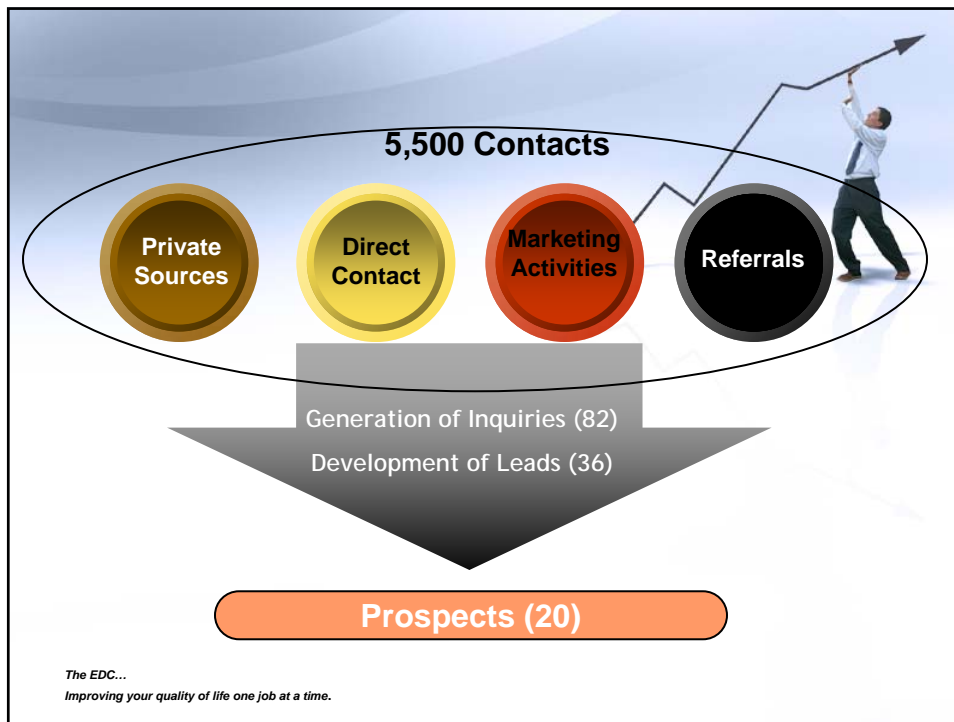 5,500 Contacts
Private
Sources
Direct
Contact
Marketing
Activities
Referrals
Generation of Inquiries (82)
Development of Leads (36)
Prospects (20)
The EDC…
Improving your quality of life one job at a time.